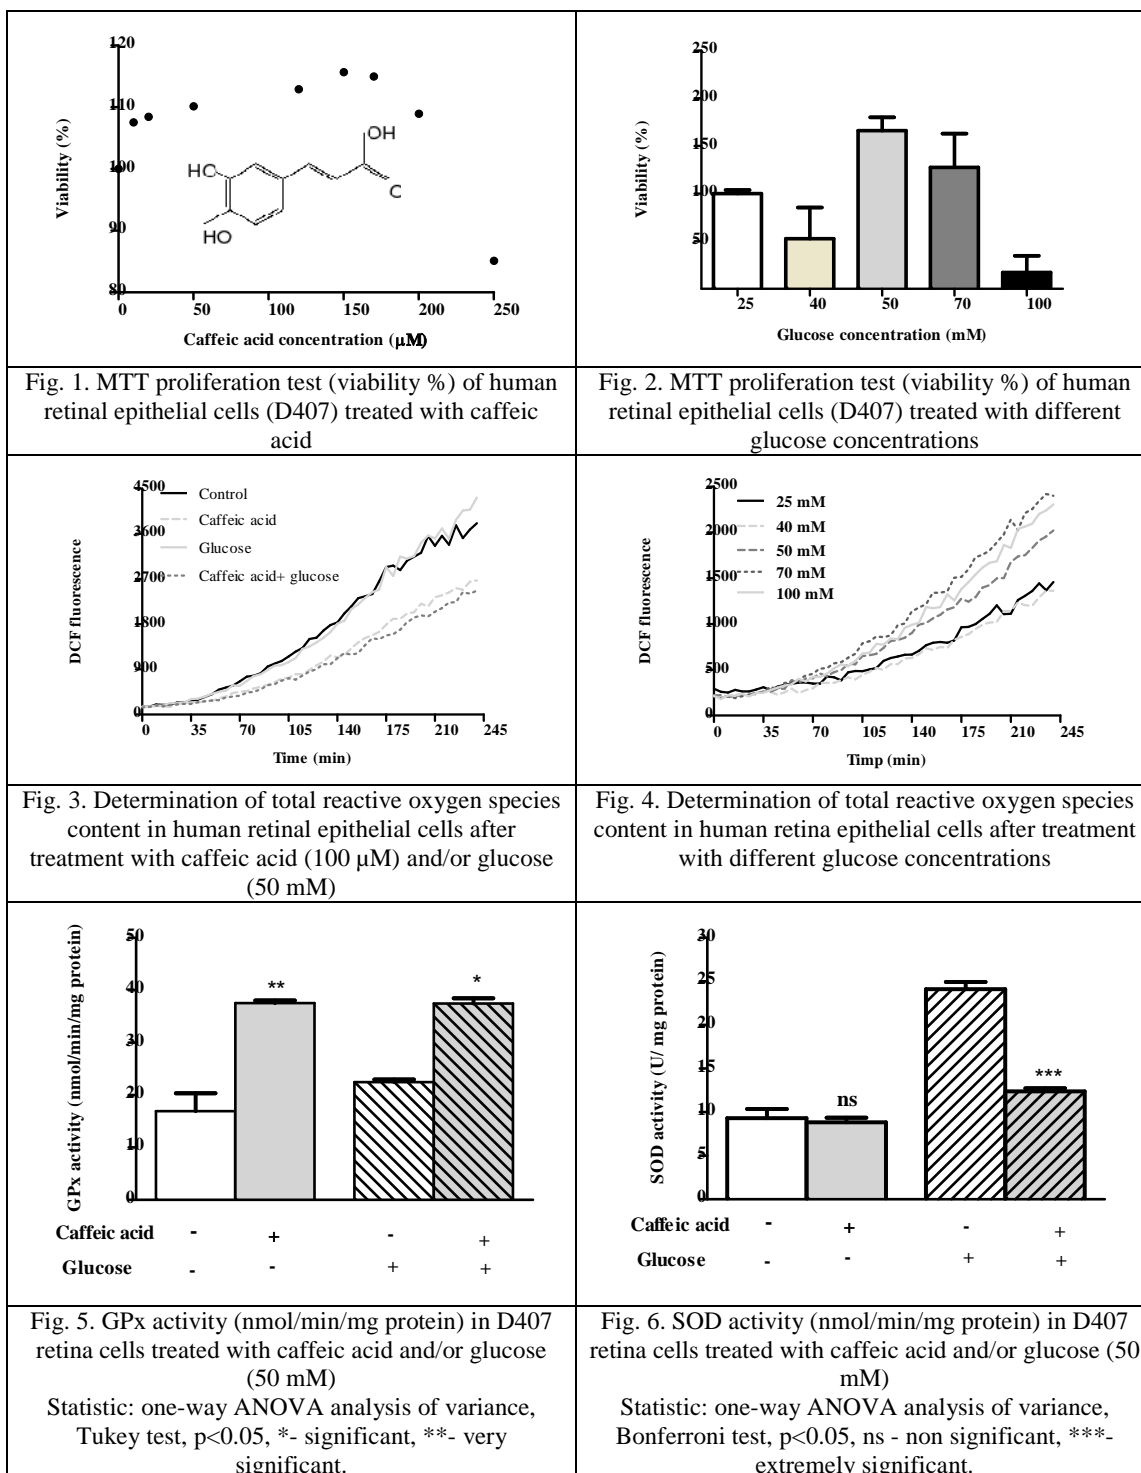 120
110
100
90
80
Viability (%)
OH
HO
O
HO
0
50
100
150
200
250
Caffeic acid concentration (µM)
Fig. 1. MTT proliferation test (viability %) of human
retinal epithelial cells (D407) treated with caffeic
acid
250
200
150
100
50
Viability (%)
25
40
50
70
100
Glucose concentration (mM)
Fig. 2. MTT proliferation test (viability %) of human
retinal epithelial cells (D407) treated with different
glucose concentrations
4500
3600
2700
1800
900
0
DCF fluorescence
Control
Caffeic acid
Glucose
Caffeic acid+ glucose
0
35
70
105
140
175
210
245
Time (min)
Fig. 3. Determination of total reactive oxygen species
content in human retinal epithelial cells after
treatment with caffeic acid (100 µM) and/or glucose
(50 mM)
2500
2000
1500
1000
500
0
DCF fluorescence
25 mM
40 mM
50 mM
70 mM
100 mM
0
35
70
105
140
175
210
245
Timp (min)
Fig. 4. Determination of total reactive oxygen species
content in human retina epithelial cells after treatment
with different glucose concentrations
50
40
30
20
10
0
GPx activity (nmol/min/mg protein)
**
*
Caffeic acid - + - +
Glucose - - + +
Fig. 5. GPx activity (nmol/min/mg protein) in D407
retina cells treated with caffeic acid and/or glucose
(50 mM)
Statistic: one-way ANOVA analysis of variance,
Tukey test, p<0.05, *- significant, **- very
significant.
30
25
20
15
10
5
0
SOD activity (U/ mg protein)
ns
***
Caffeic acid - + - +
Glucose - - + +
Fig. 6. SOD activity (nmol/min/mg protein) in D407
retina cells treated with caffeic acid and/or glucose (50
mM)
Statistic: one-way ANOVA analysis of variance,
Bonferroni test, p<0.05, ns - non significant, ***-
extremely significant.